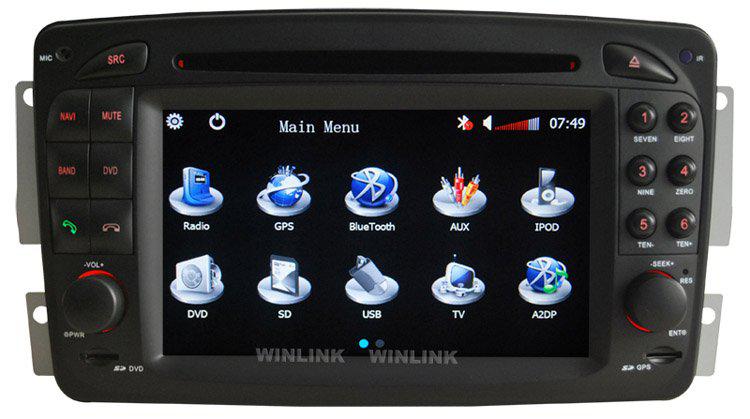 MIC
SRC
IR
NAVI
MUTE
BAND
DVD
-VOL+
PWR
SD DVD
Main Menu
07:49
Radio
GPS
BlueTooth
AUX
IPOD
DVD
SD
USB
TV
A2DP
WINLINK WINLINK
1
2
SEVEN
EIGHT
3
4
NINE
ZERO
5
6
TEN-
TEN+
-SEEK+
RES
ENT
SD GPS